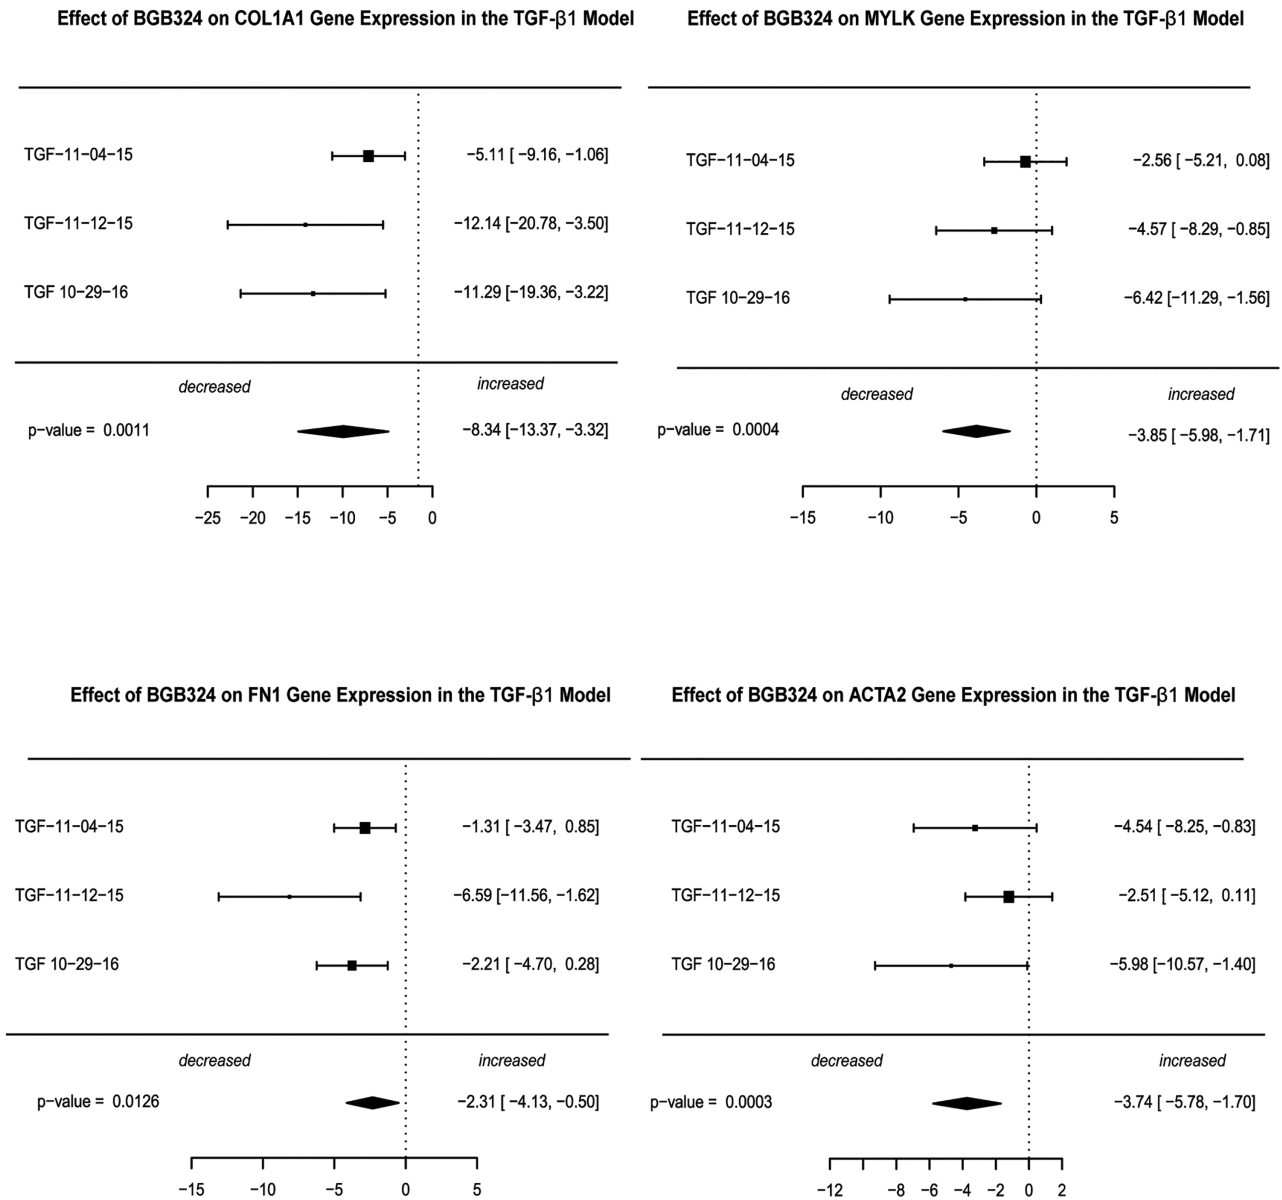 Effect of BGB324 on COL1A1 Gene Expression in the TGF-β1 Model
TGF−11−04−15 −5.11 [ −9.16, −1.06]
TGF−11−12−15 −12.14 [−20.78, −3.50]
TGF 10−29−16 −11.29 [−19.36, −3.22]
decreased increased
p−value = 0.0011 −8.34 [−13.37, −3.32]
−25 −20 −15 −10 −5 0
Effect of BGB324 on MYLK Gene Expression in the TGF-β1 Model
TGF−11−04−15 −2.56 [ −5.21, 0.08]
TGF−11−12−15 −4.57 [ −8.29, −0.85]
TGF 10−29−16 −6.42 [−11.29, −1.56]
decreased increased
p−value = 0.0004 −3.85 [ −5.98, −1.71]
−15 −10 −5 0 5
Effect of BGB324 on FN1 Gene Expression in the TGF-β1 Model
TGF−11−04−15 −1.31 [ −3.47, 0.85]
TGF−11−12−15 −6.59 [−11.56, −1.62]
TGF 10−29−16 −2.21 [ −4.70, 0.28]
decreased increased
p−value = 0.0126 −2.31 [ −4.13, −0.50]
−15 −10 −5 0 5
Effect of BGB324 on ACTA2 Gene Expression in the TGF-β1 Model
TGF−11−04−15 −4.54 [ −8.25, −0.83]
TGF−11−12−15 −2.51 [ −5.12, 0.11]
TGF 10−29−16 −5.98 [−10.57, −1.40]
decreased increased
p−value = 0.0003 −3.74 [ −5.78, −1.70]
−12 −8 −6 −4 −2 0 2